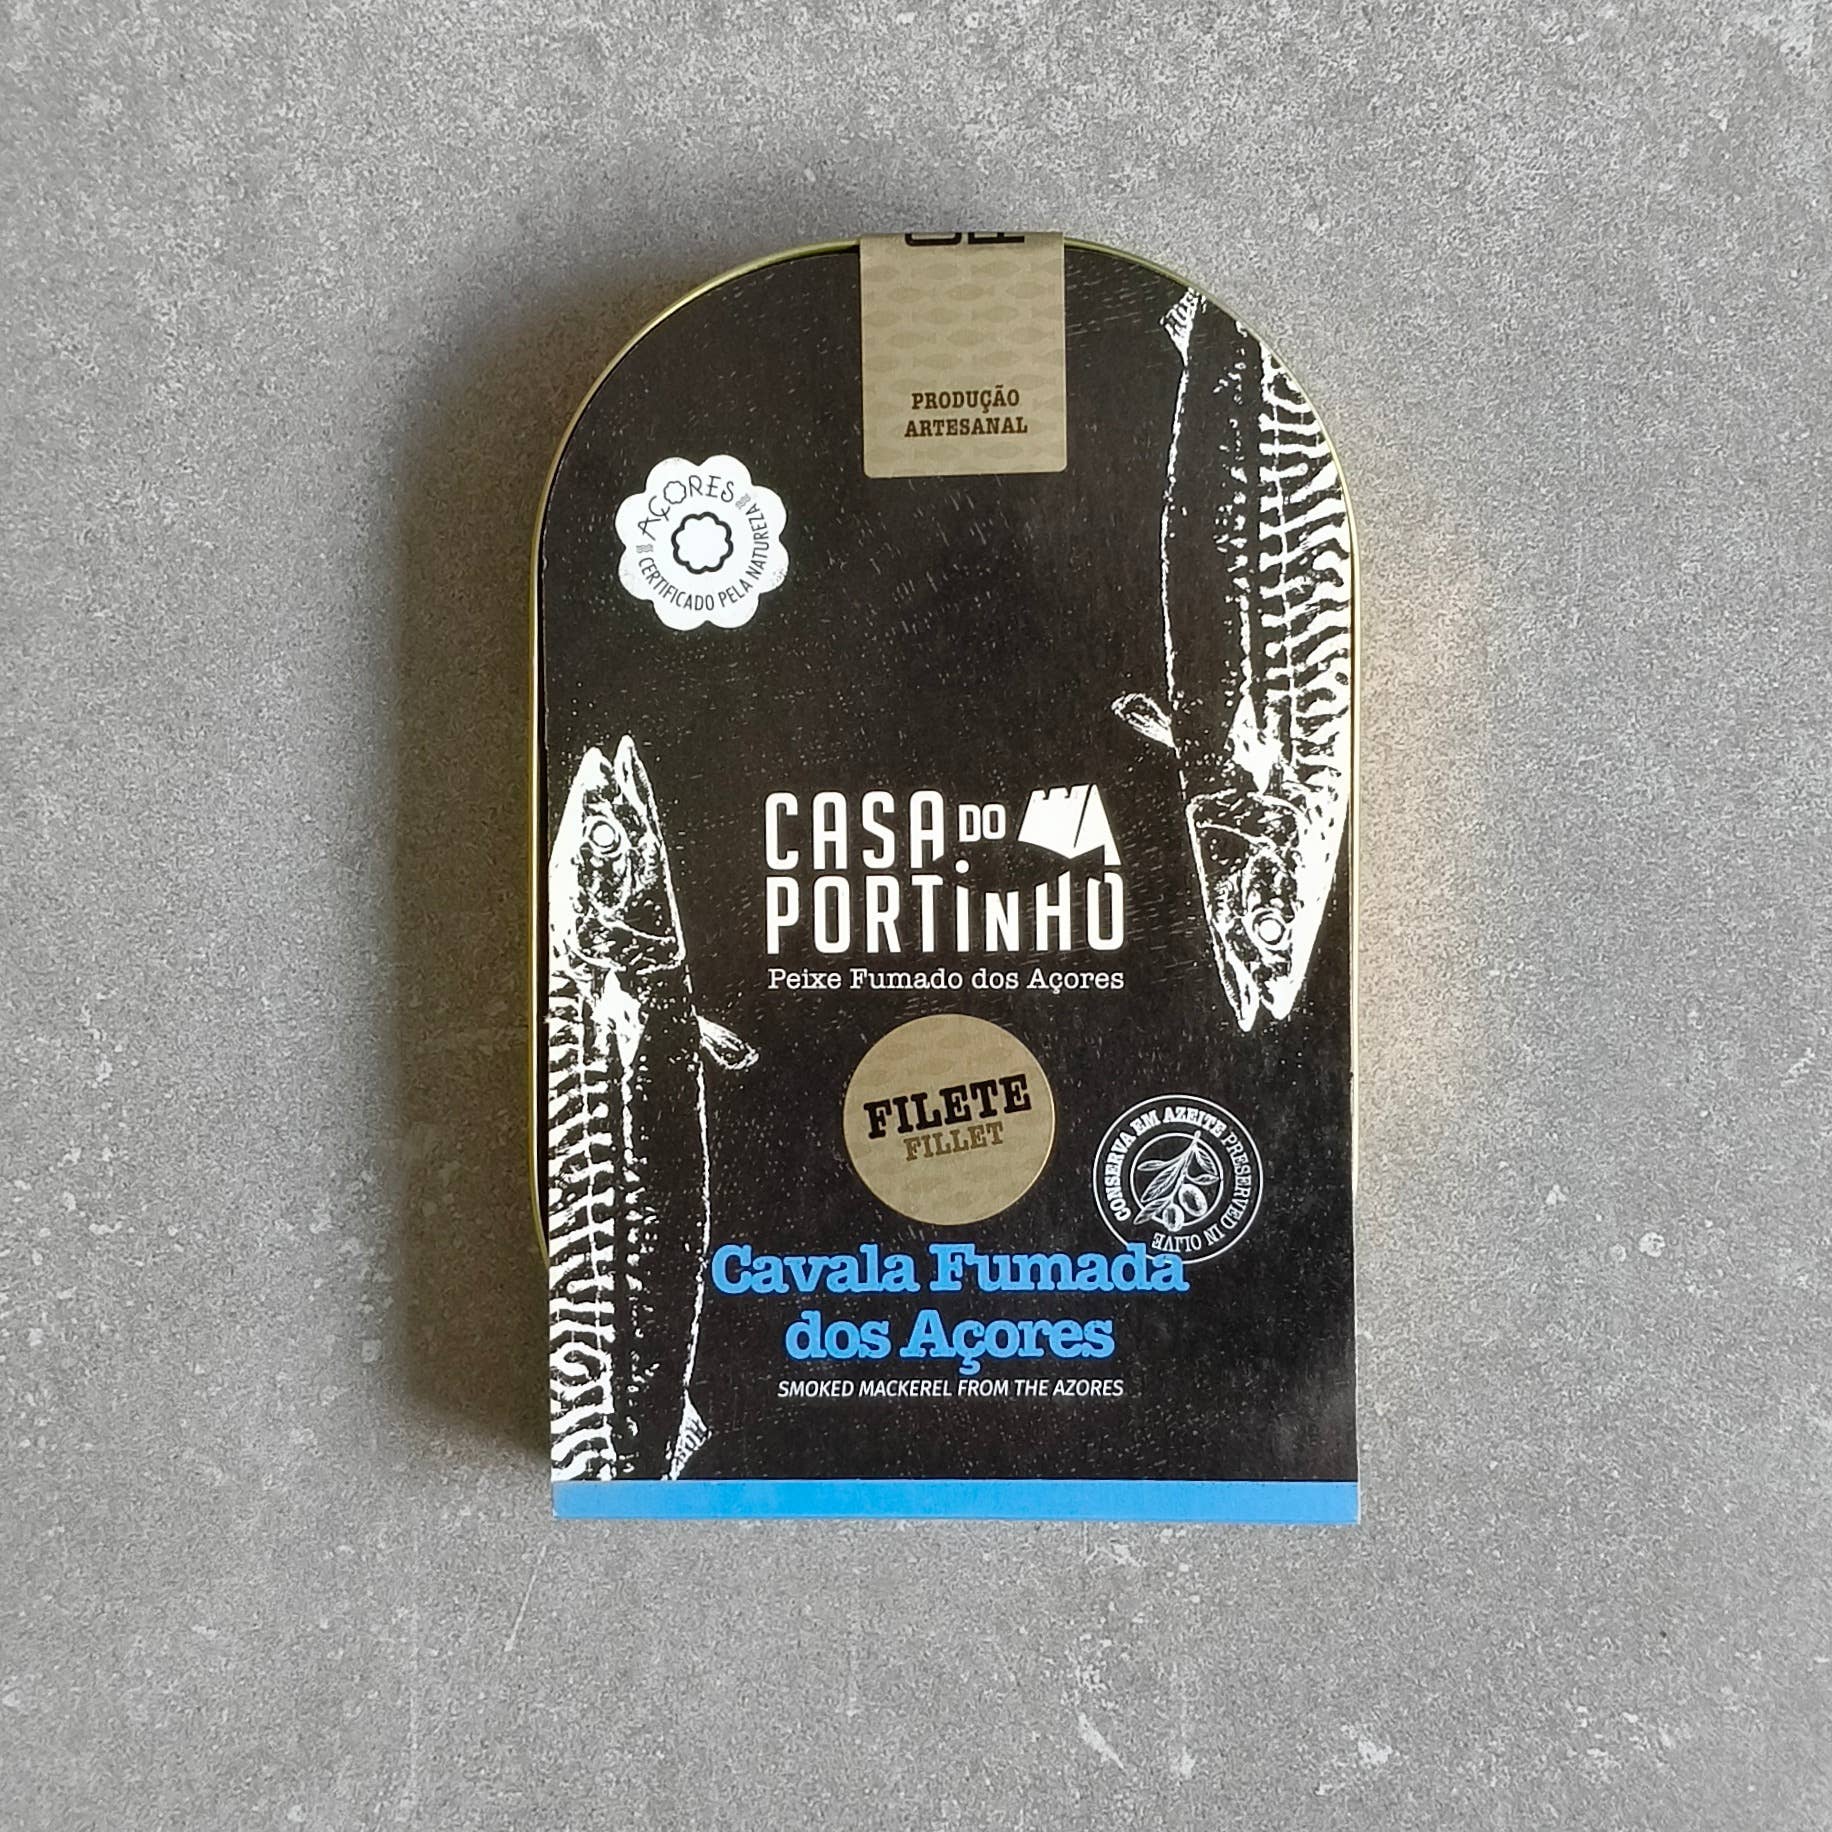 PRODUÇÃO
ARTESANAL
AÇORES
CERTIFICADO PELA NATUREZA
CASA DO
PORTINHO
Peixe Fumado dos Açores
FILETE
FILLET
CONSERVA EM AZEITE PRESERVED IN OLIVE
Cavala Fumada
dos Açores
SMOKED MACKEREL FROM THE AZORES